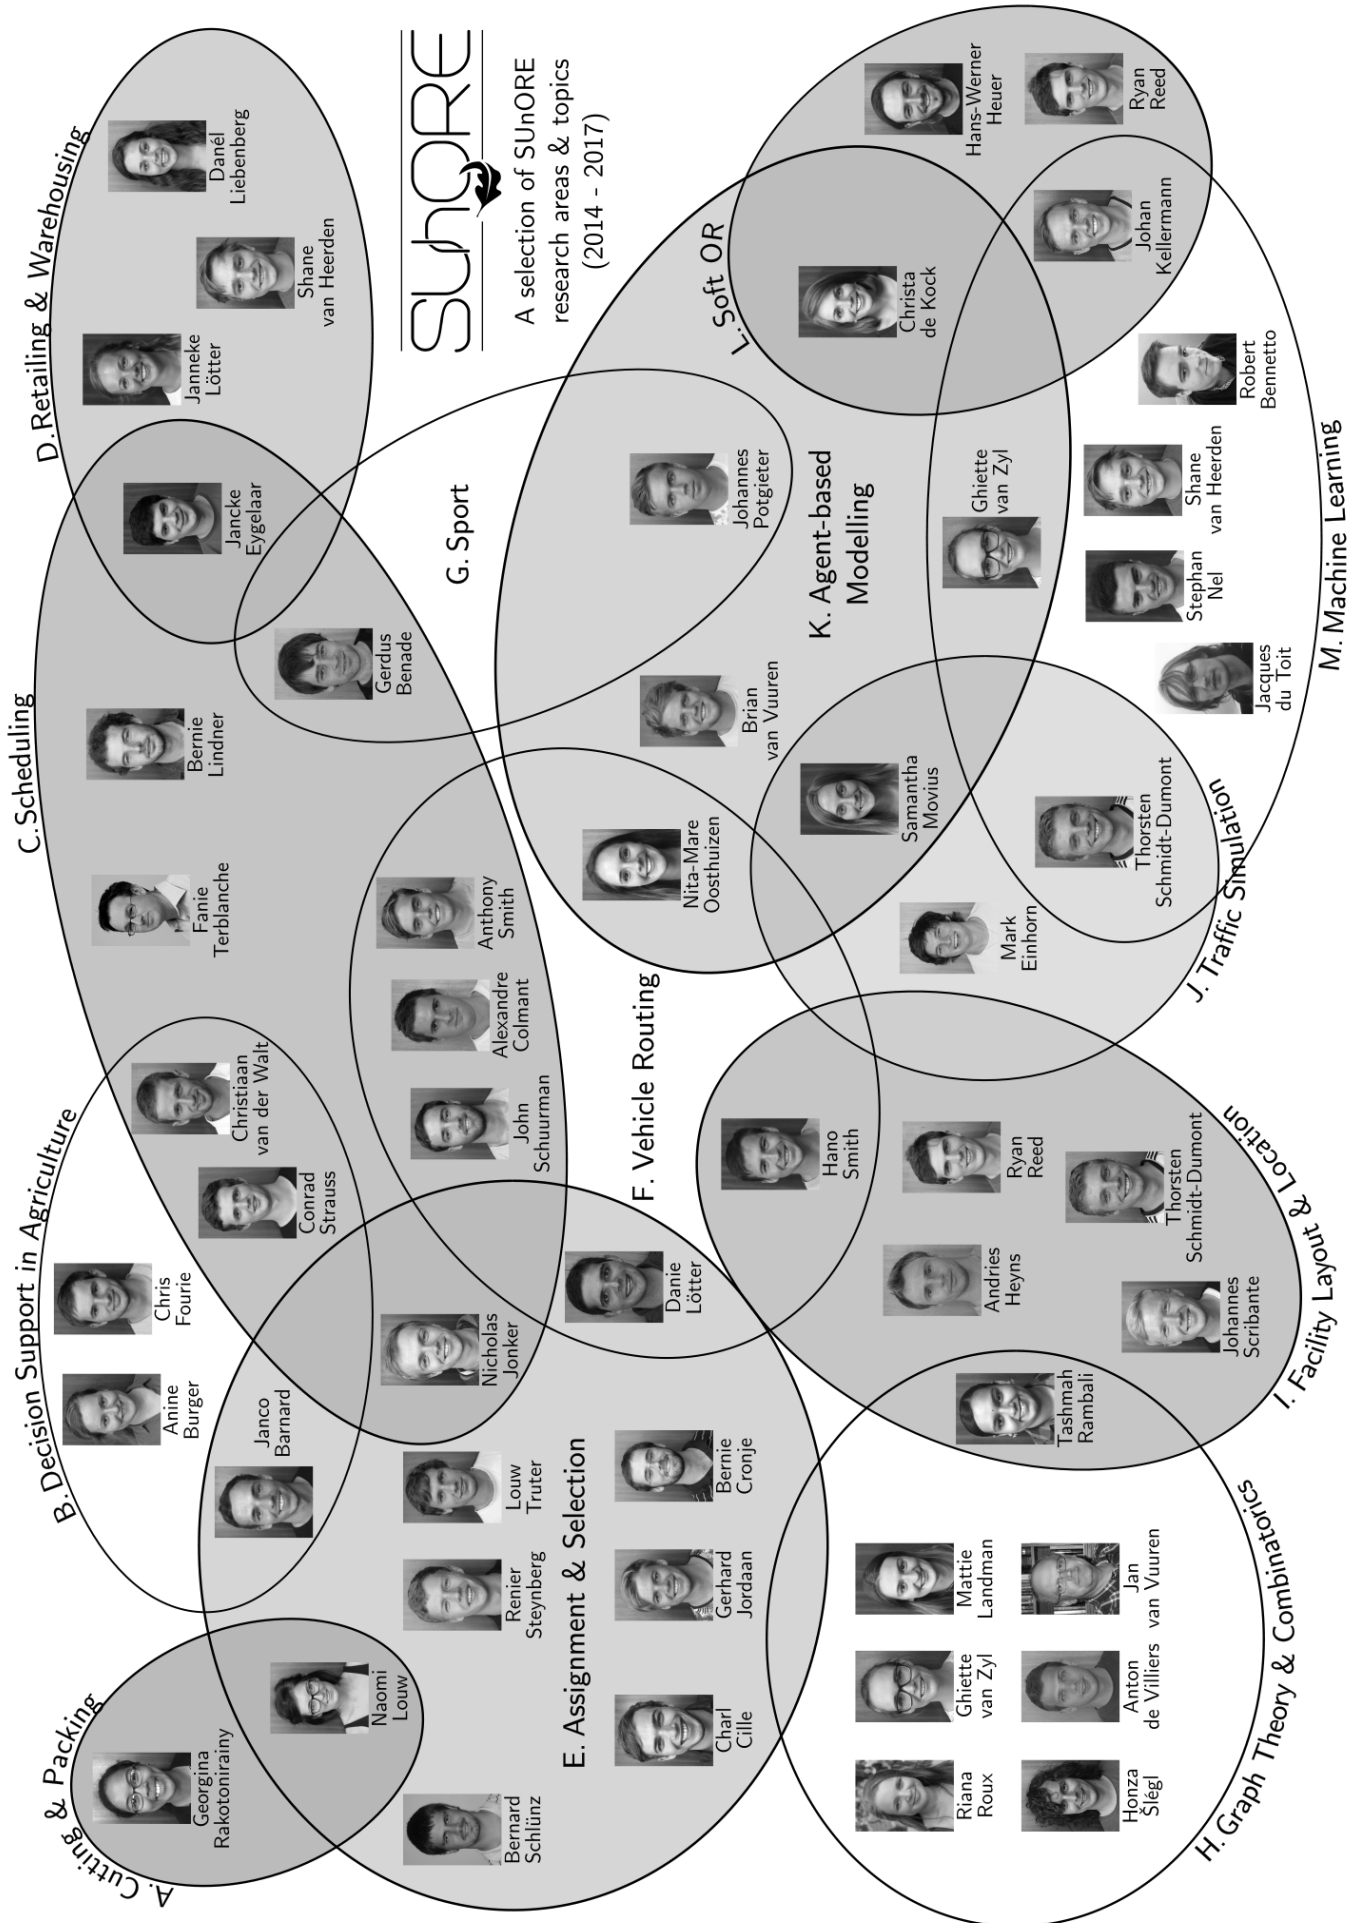 A. Cutting & Packing
Georgina
Rakotonirainy
Naomi
Louw
B. Decision Support in Agriculture
Anine
Burger
Chris
Fourie
Janco
Barnard
Conrad
Strauss
Christiaan
van der Walt
C. Scheduling
Fanie
Terblanche
Bernie
Lindner
Nicholas
Jonker
John
Schuurman
Alexandre
Colmant
Anthony
Smith
Gerdus
Benade
Jancke
Eygelaar
D. Retailing & Warehousing
Janneke
Lötter
Shane
van Heerden
Danél
Liebenberg
SUnORE
A selection of SUnORE
research areas & topics
(2014 - 2017)
E. Assignment & Selection
Bernard
Schlünz
Renier
Steynberg
Louw
Truter
Charl
Cille
Gerhard
Jordaan
Bernie
Cronje
Danie
Lötter
F. Vehicle Routing
Nita-Mare
Oosthuizen
Hano
Smith
G. Sport
Johannes
Potgieter
H. Graph Theory & Combinatorics
Riana
Roux
Ghiette
van Zyl
Mattie
Landman
Honza
Šlégl
Anton
de Villiers
Jan
van Vuuren
Tashmah
Rambali
I. Facility Layout & Location
Andries
Heyns
Ryan
Reed
Johannes
Scribante
Thorsten
Schmidt-Dumont
J. Traffic Simulation
Mark
Einhorn
Samantha
Movius
Thorsten
Schmidt-Dumont
K. Agent-based
Modelling
Brian
van Vuuren
Ghiette
van Zyl
L. Soft OR
Christa
de Kock
Hans-Werner
Heuer
Ryan
Reed
Johan
Kellermann
M. Machine Learning
Jacques
du Toit
Stephan
Nel
Shane
van Heerden
Robert
Bennetto